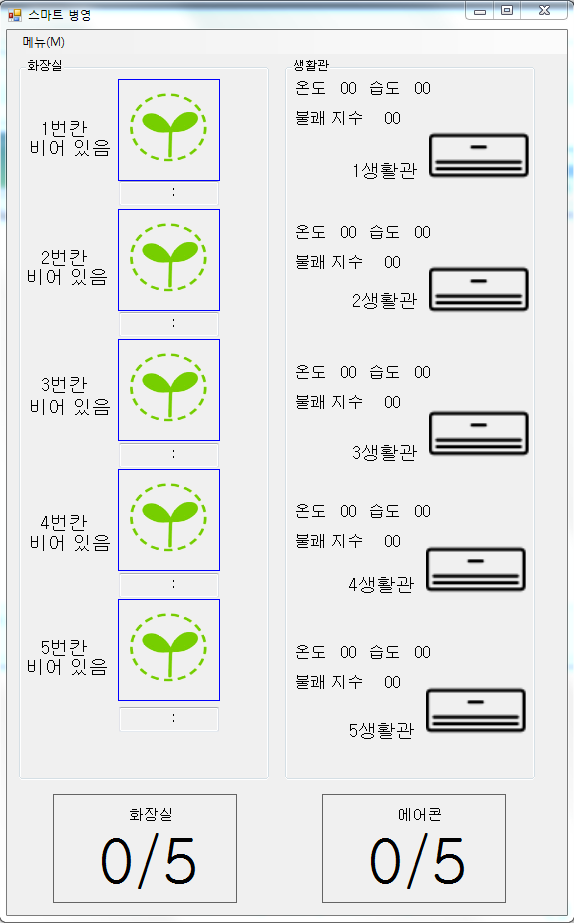 스마트 병영
메뉴(M)
화장실
1번칸
비어 있음
:
2번칸
비어 있음
:
3번칸
비어 있음
:
4번칸
비어 있음
:
5번칸
비어 있음
:
생활관
온도 00 습도 00
불쾌 지수 00
1생활관
온도 00 습도 00
불쾌 지수 00
2생활관
온도 00 습도 00
불쾌 지수 00
3생활관
온도 00 습도 00
불쾌 지수 00
4생활관
온도 00 습도 00
불쾌 지수 00
5생활관
화장실
0/5
에어콘
0/5